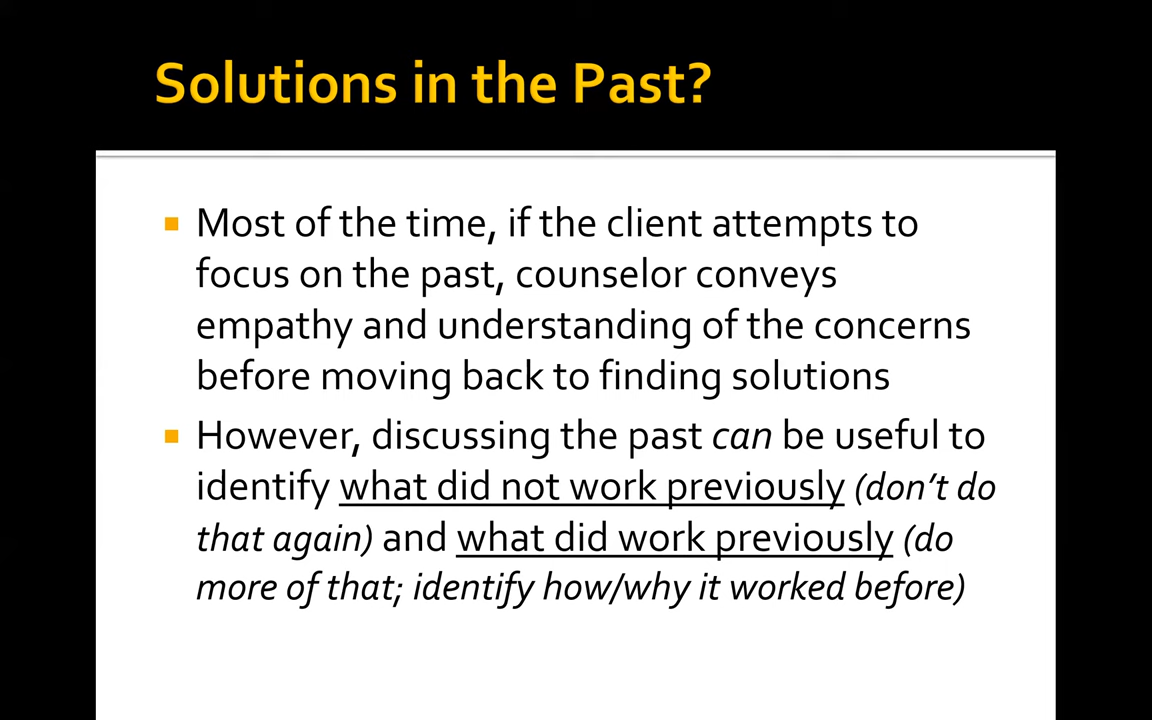 Solutions in the Past?
Most of the time, if the client attempts to
focus on the past, counselor conveys
empathy and understanding of the concerns
before moving back to finding solutions
However, discussing the past can be useful to
identify what did not work previously (don’t do
that again) and what did work previously (do
more of that; identify how/why it worked before)